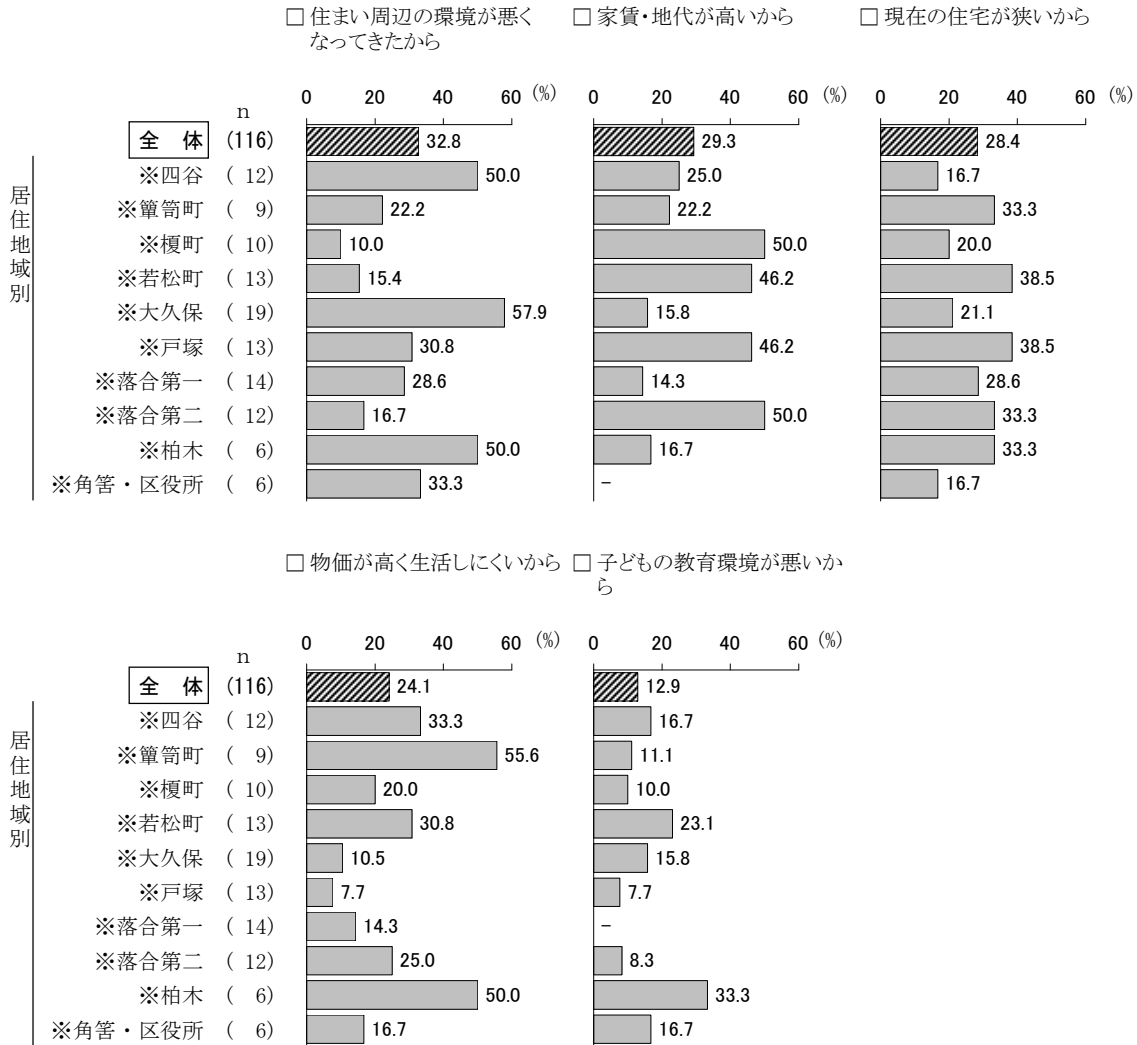 □ 住まい周辺の環境が悪く
なってきたから
□ 家賃・地代が高いから
□ 現在の住宅が狭いから
0 20 40 60 (%)
0 20 40 60 (%)
0 20 40 60 (%)
n
全 体 (116) 32.8 29.3 28.4
居住地域別
※四谷 ( 12) 50.0 25.0 16.7
※簞笥町 ( 9) 22.2 22.2 33.3
※榎町 ( 10) 10.0 50.0 20.0
※若松町 ( 13) 15.4 46.2 38.5
※大久保 ( 19) 57.9 15.8 21.1
※戸塚 ( 13) 30.8 46.2 38.5
※落合第一 ( 14) 28.6 14.3 28.6
※落合第二 ( 12) 16.7 50.0 33.3
※柏木 ( 6) 50.0 16.7 33.3
※角筈・区役所 ( 6) 33.3 - 16.7
□ 物価が高く生活しにくいから
□ 子どもの教育環境が悪いか
ら
0 20 40 60 (%)
0 20 40 60 (%)
n
全 体 (116) 24.1 12.9
居住地域別
※四谷 ( 12) 33.3 16.7
※簞笥町 ( 9) 55.6 11.1
※榎町 ( 10) 20.0 10.0
※若松町 ( 13) 30.8 23.1
※大久保 ( 19) 10.5 15.8
※戸塚 ( 13) 7.7 7.7
※落合第一 ( 14) 14.3 -
※落合第二 ( 12) 25.0 8.3
※柏木 ( 6) 50.0 33.3
※角筈・区役所 ( 6) 16.7 16.7